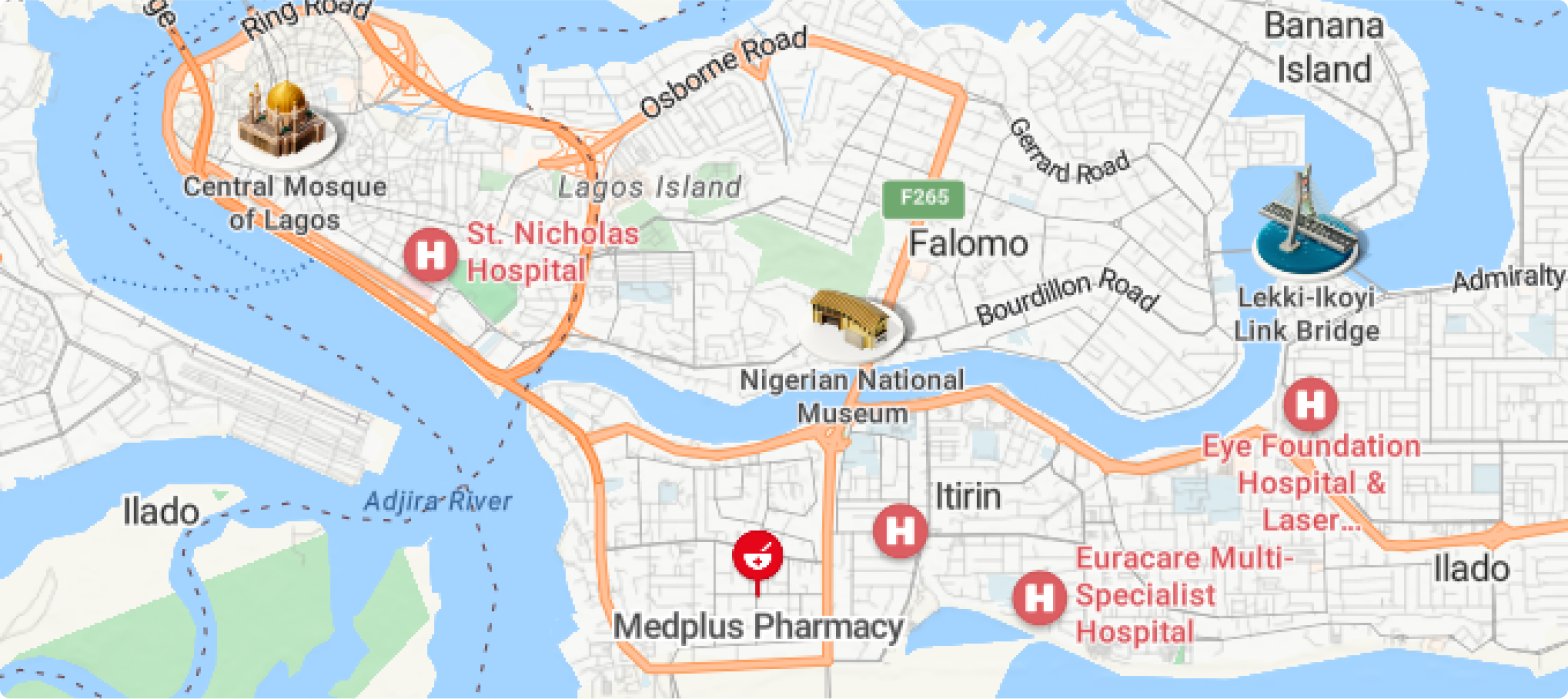 ge
Ring Road
Banana
Island
Osborne Road
Gerrard Road
Central Mosque
of Lagos
Lagos Island
F265
Falomo
St. Nicholas
Hospital
H
Bourdillon Road
Admiralty
Lekki-Ikoyi
Link Bridge
Nigerian National
Museum
H
Eye Foundation
Hospital &
Laser...
Adjira River
Ilado
Itirin
H
Ilado
H
Euracare Multi-
Specialist
Hospital
Medplus Pharmacy